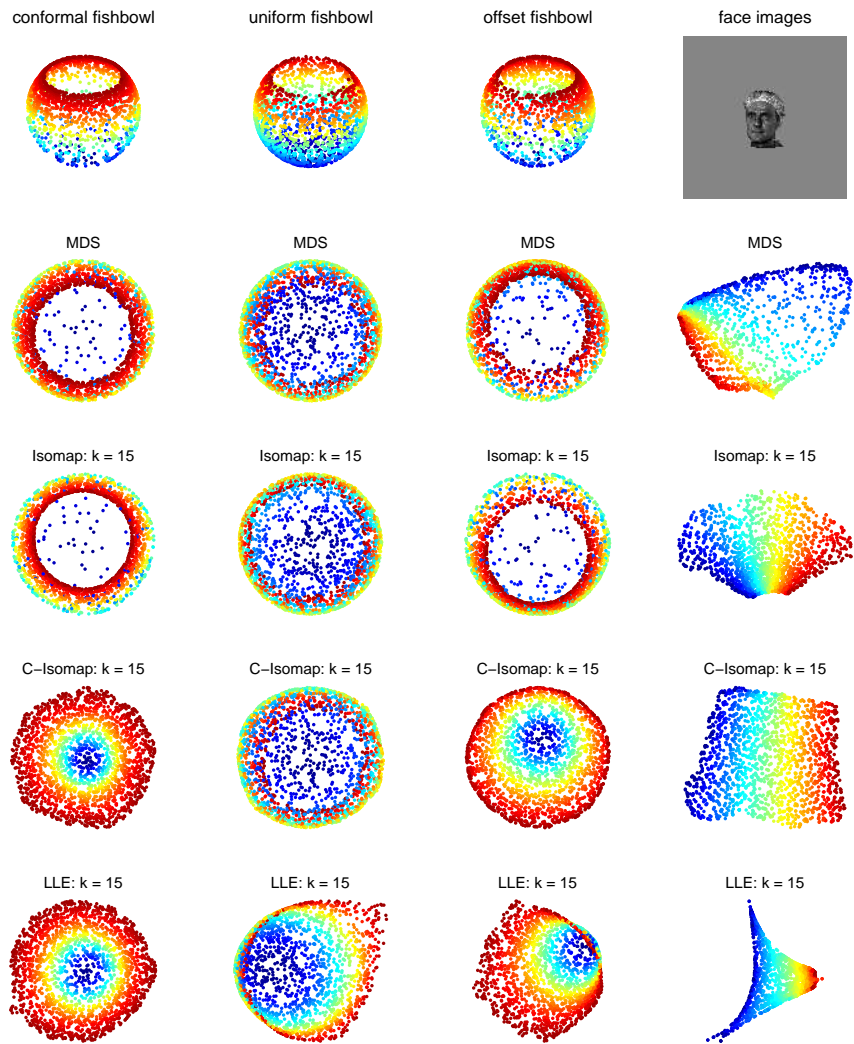 conformal fishbowl
uniform fishbowl
offset fishbowl
face images
MDS
MDS
MDS
MDS
Isomap: k = 15
Isomap: k = 15
Isomap: k = 15
Isomap: k = 15
C−Isomap: k = 15
C−Isomap: k = 15
C−Isomap: k = 15
C−Isomap: k = 15
LLE: k = 15
LLE: k = 15
LLE: k = 15
LLE: k = 15